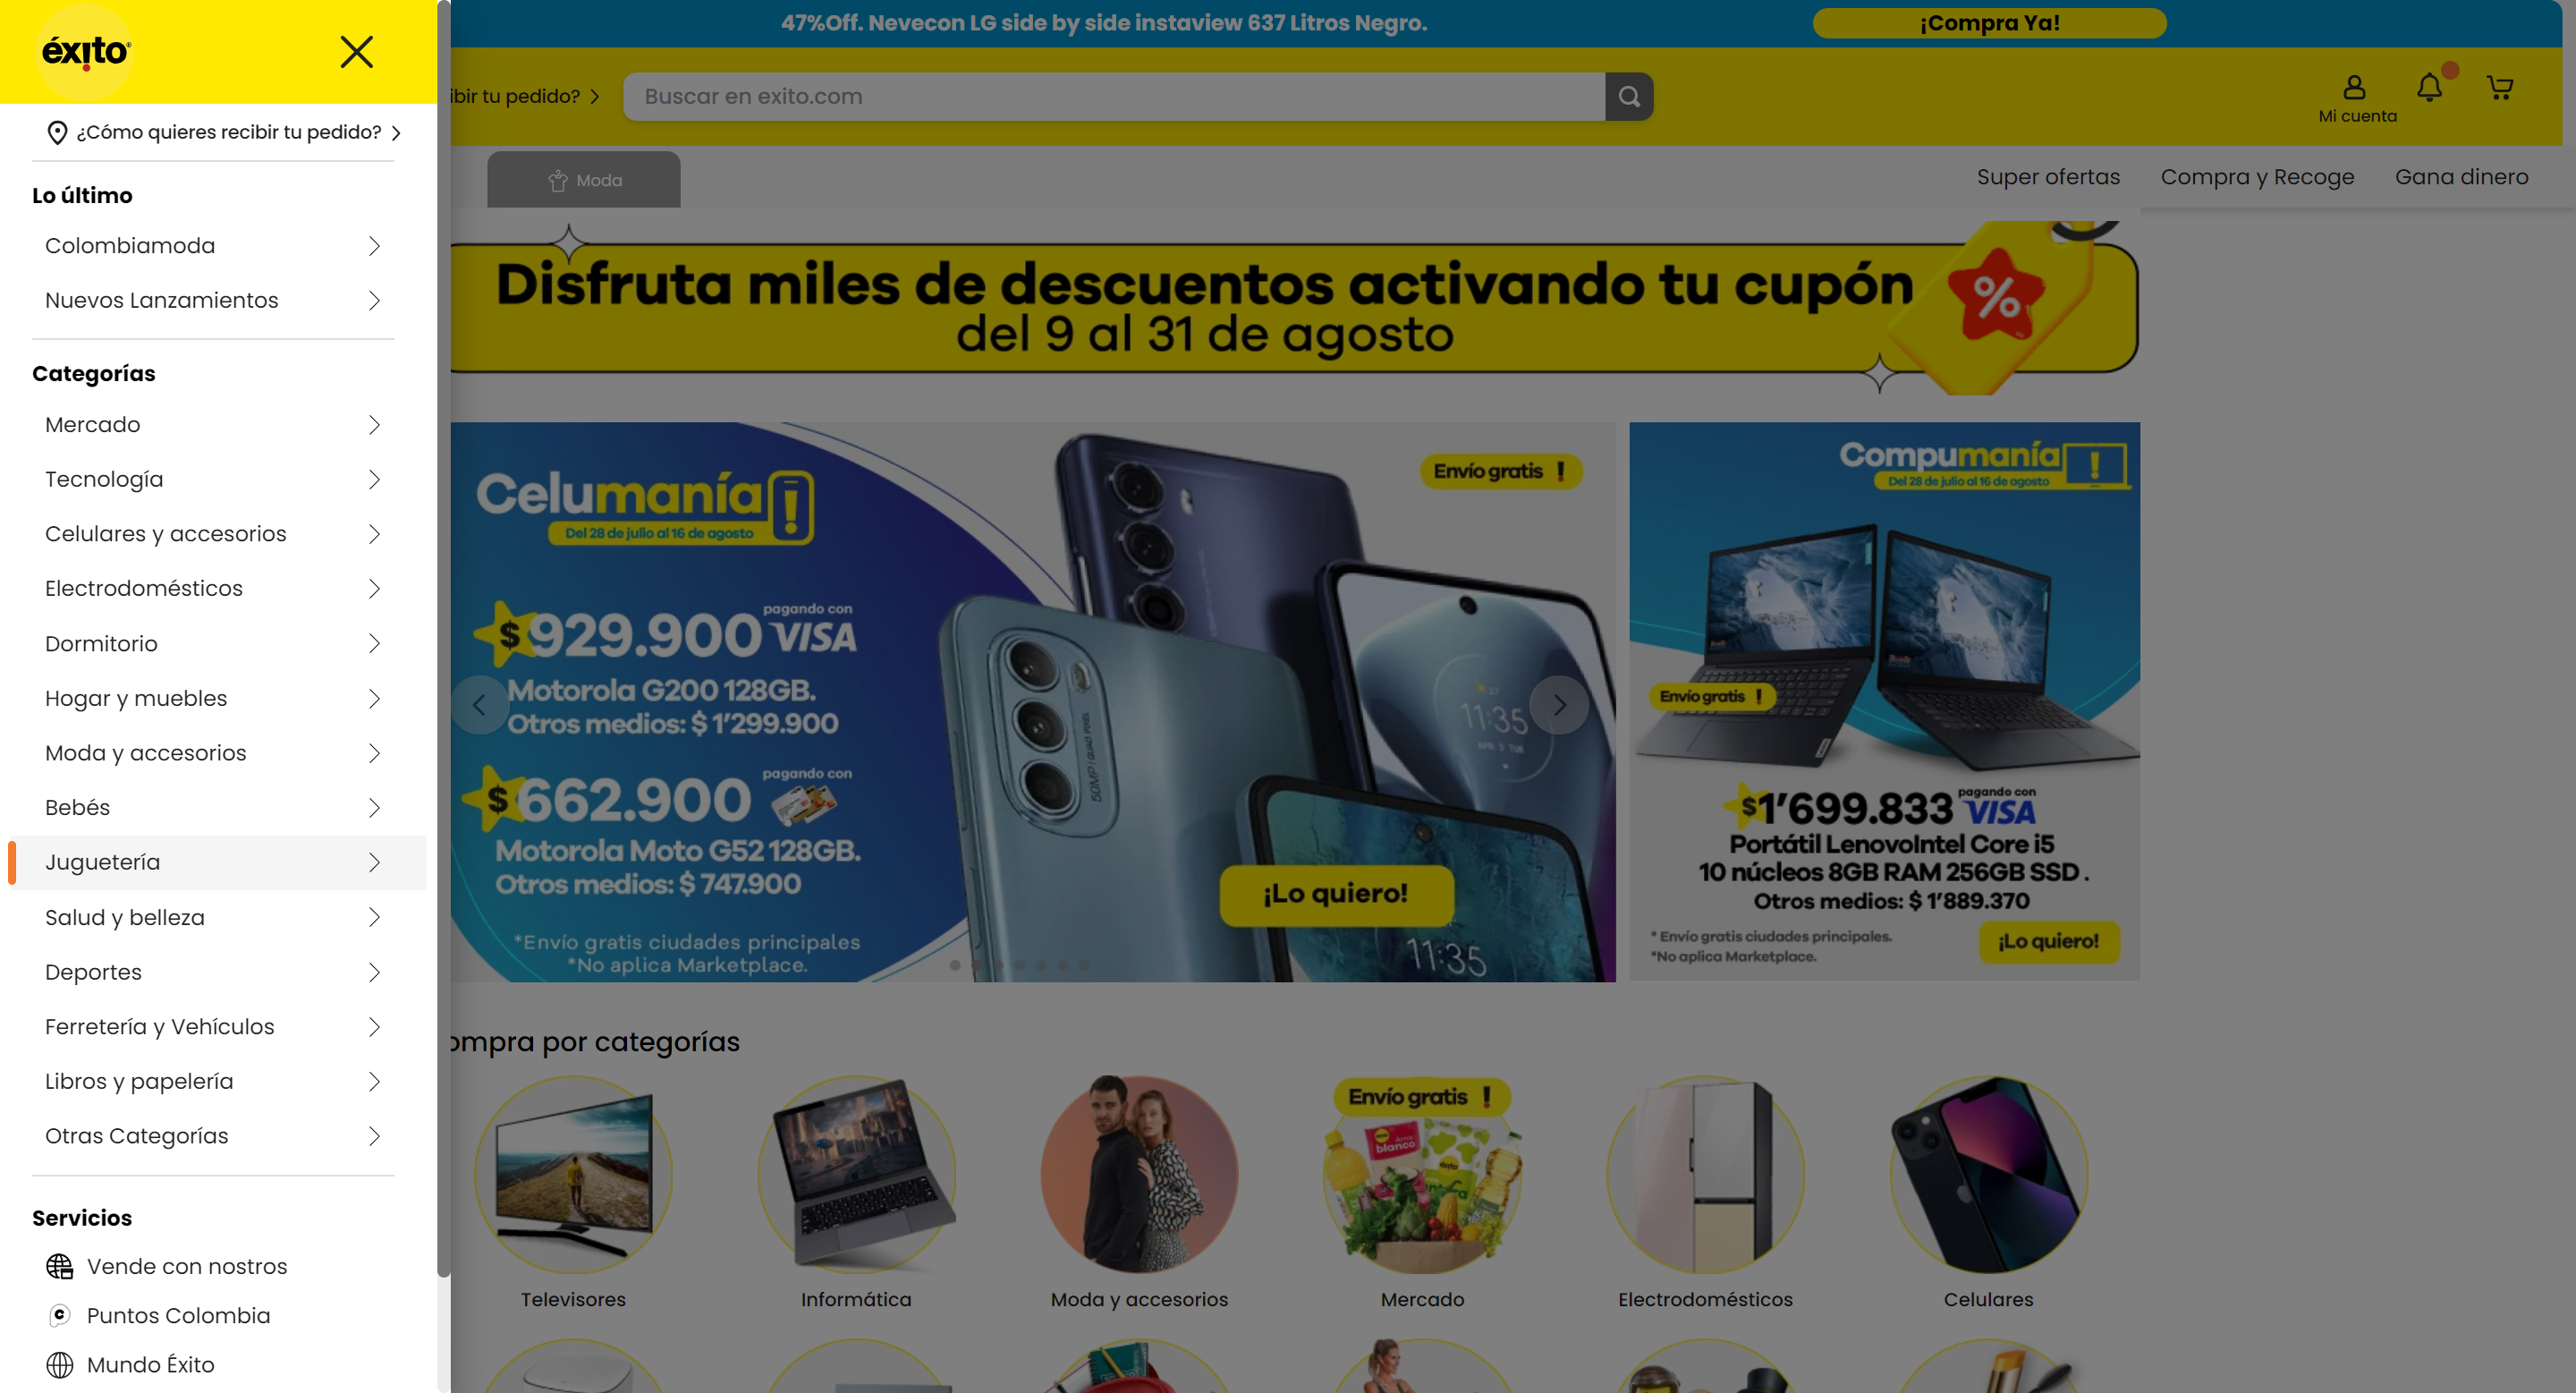 47%Off. Nevecon LG side by side instaview 637 Litros Negro.
¡Compra Ya!
éxito
ibir tu pedido?
Buscar en exito.com
Mi cuenta
¿Cómo quieres recibir tu pedido?
Moda
Super ofertas
Compra y Recoge
Gana dinero
Lo último
Colombiamoda
Nuevos Lanzamientos
Categorías
Mercado
Tecnología
Celulares y accesorios
Electrodomésticos
Dormitorio
Hogar y muebles
Moda y accesorios
Bebés
Juguetería
Salud y belleza
Deportes
Ferretería y Vehículos
Libros y papelería
Otras Categorías
Servicios
Vende con nostros
Puntos Colombia
Mundo Éxito
Disfruta miles de descuentos activando tu cupón
del 9 al 31 de agosto
%
Celumanía!
Del 28 de julio al 16 de agosto
Envío gratis !
$929.900 pagando con VISA
Motorola G200 128GB.
Otros medios: $ 1'299.900
$662.900 pagando con
Motorola Moto G52 128GB.
Otros medios: $ 747.900
*Envío gratis ciudades principales
*No aplica Marketplace.
50MP/QUAD PIXEL
11:35
11:35
¡Lo quiero!
Compumanía!
Del 28 de julio al 16 de agosto
Envío gratis !
$1'699.833 pagando con VISA
Portátil LenovoIntel Core i5
10 núcleos 8GB RAM 256GB SSD .
Otros medios: $ 1'889.370
* Envío gratis ciudades principales.
*No aplica Marketplace.
¡Lo quiero!
ompra por categorías
Envío gratis !
blanco
éxito
Televisores
Informática
Moda y accesorios
Mercado
Electrodomésticos
Celulares